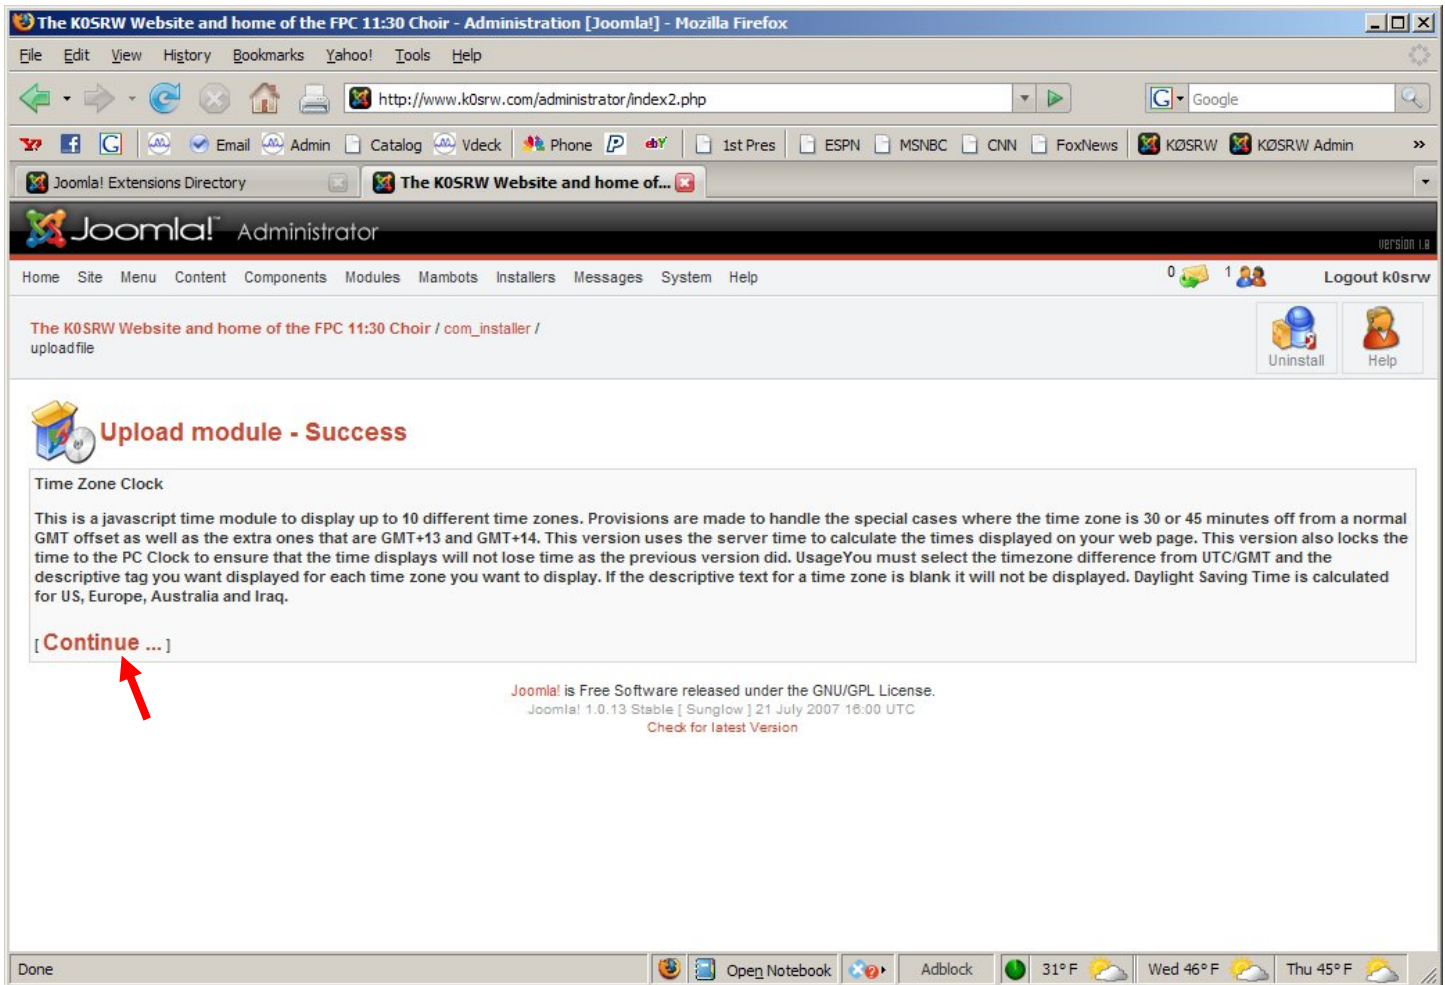 The K0SRW Website and home of the FPC 11:30 Choir - Administration [Joomla!] - Mozilla Firefox
File Edit View History Bookmarks Yahoo! Tools Help
http://www.k0srw.com/administrator/index2.php
G Google
Y? f G Email Admin Catalog Vdeck Phone P ebY 1st Pres ESPN MSNBC CNN FoxNews KØSRW KØSRW Admin »
Joomla! Extensions Directory The K0SRW Website and home of...
Joomla!™ Administrator
version 1.0
Home Site Menu Content Components Modules Mambots Installers Messages System Help 0 1 Logout k0srw
The K0SRW Website and home of the FPC 11:30 Choir / com_installer /
uploadfile
Uninstall Help
Upload module - Success
Time Zone Clock
This is a javascript time module to display up to 10 different time zones. Provisions are made to handle the special cases where the time zone is 30 or 45 minutes off from a normal
GMT offset as well as the extra ones that are GMT+13 and GMT+14. This version uses the server time to calculate the times displayed on your web page. This version also locks the
time to the PC Clock to ensure that the time displays will not lose time as the previous version did. UsageYou must select the timezone difference from UTC/GMT and the
descriptive tag you want displayed for each time zone you want to display. If the descriptive text for a time zone is blank it will not be displayed. Daylight Saving Time is calculated
for US, Europe, Australia and Iraq.
[ Continue ... ]
Joomla! is Free Software released under the GNU/GPL License.
Joomla! 1.0.13 Stable [ Sunglow ] 21 July 2007 16:00 UTC
Check for latest Version
Done Open Notebook Adblock 31° F Wed 46° F Thu 45° F